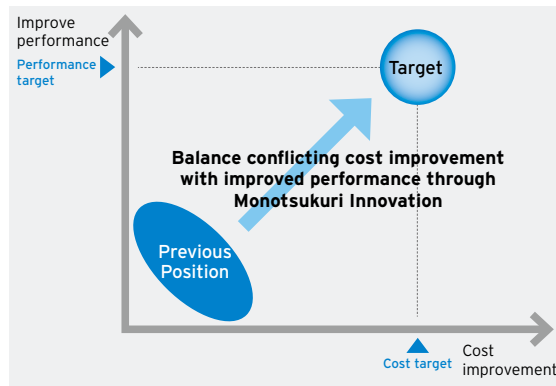 Improve
performance
Performance
target
Target
Balance conflicting cost improvement
with improved performance through
Monotsukuri Innovation
Previous
Position
Cost target
Cost
improvement